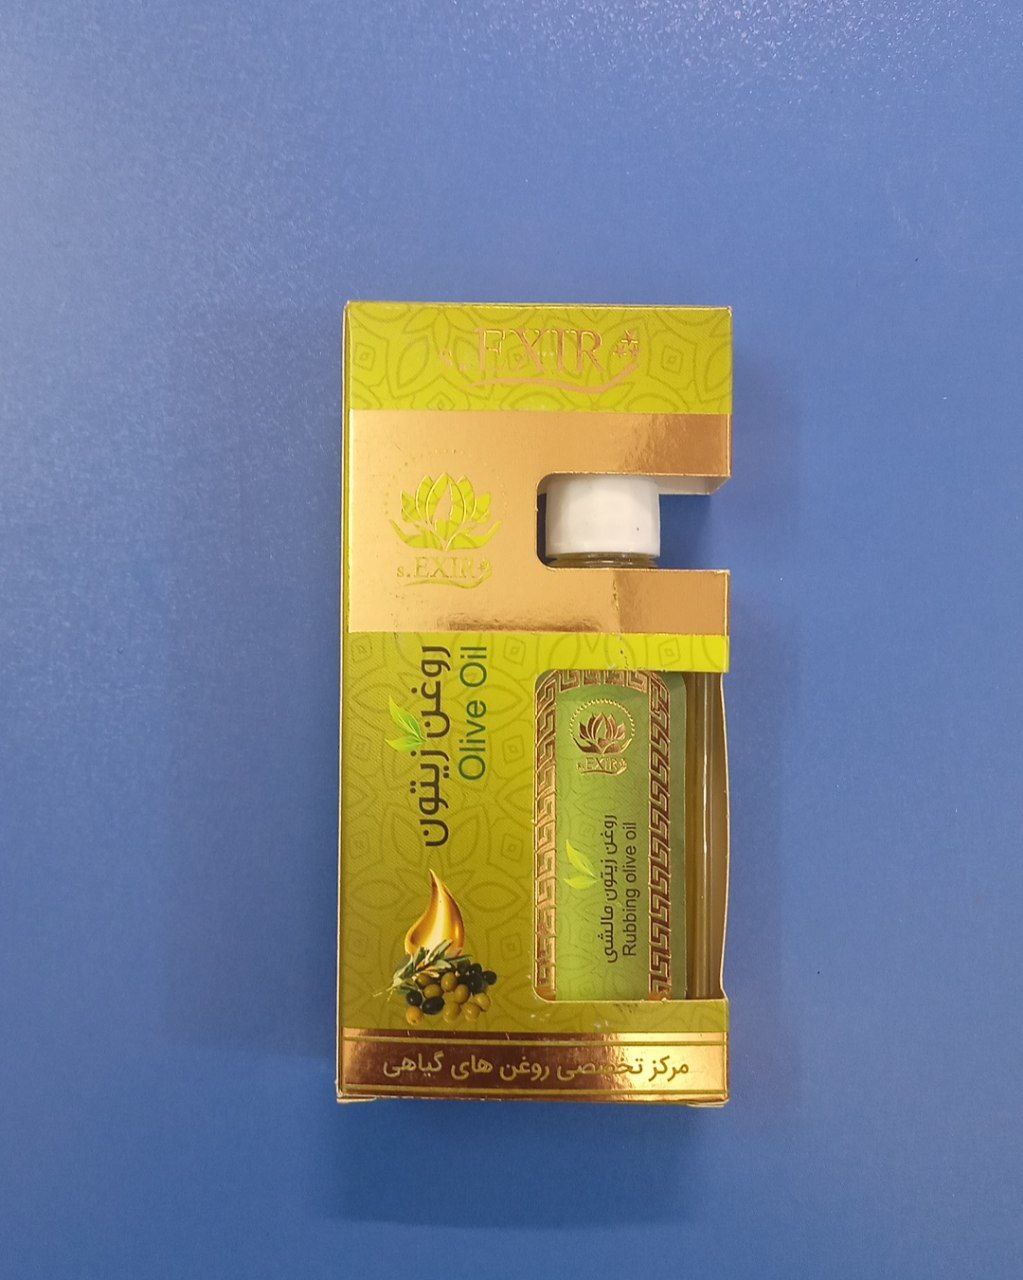 s.EXIR
s.EXIR
روغن زیتون
Olive Oil
s.EXIR
روغن زیتون مالشی
Rubbing olive oil
مرکز تخصصی روغن های گیاهی